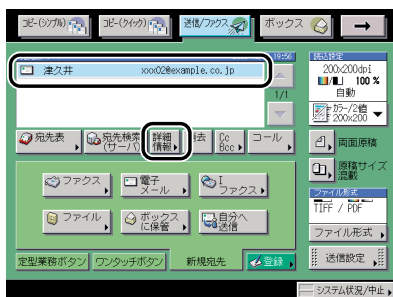 コピー(シンプル)
コピー(クイック)
送信/ファクス
ボックス
→
19:56
津久井 xxx02@example.co.jp
1/1
宛先表
宛先検索
(サーバ)
詳細
情報
去
Cc
Bcc
コール
ファクス
電子
メール
I
ファクス
ファイル
ボックス
に保管
自分へ
送信
定型業務ボタン
ワンタッチボタン
新規宛先
登録
読込設定
200x200dpi
100 %
自動
カラー/2値
200x200
両面原稿
原稿サイズ
混載
ファイル形式
TIFF / PDF
ファイル形式
送信設定
システム状況/中止